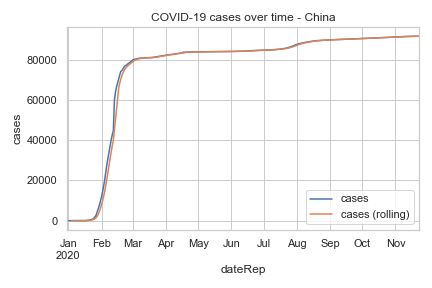 COVID-19 cases over time - China
cases
80000
60000
40000
20000
0
cases
cases (rolling)
Jan Feb Mar Apr May Jun Jul Aug Sep Oct Nov
2020
dateRep